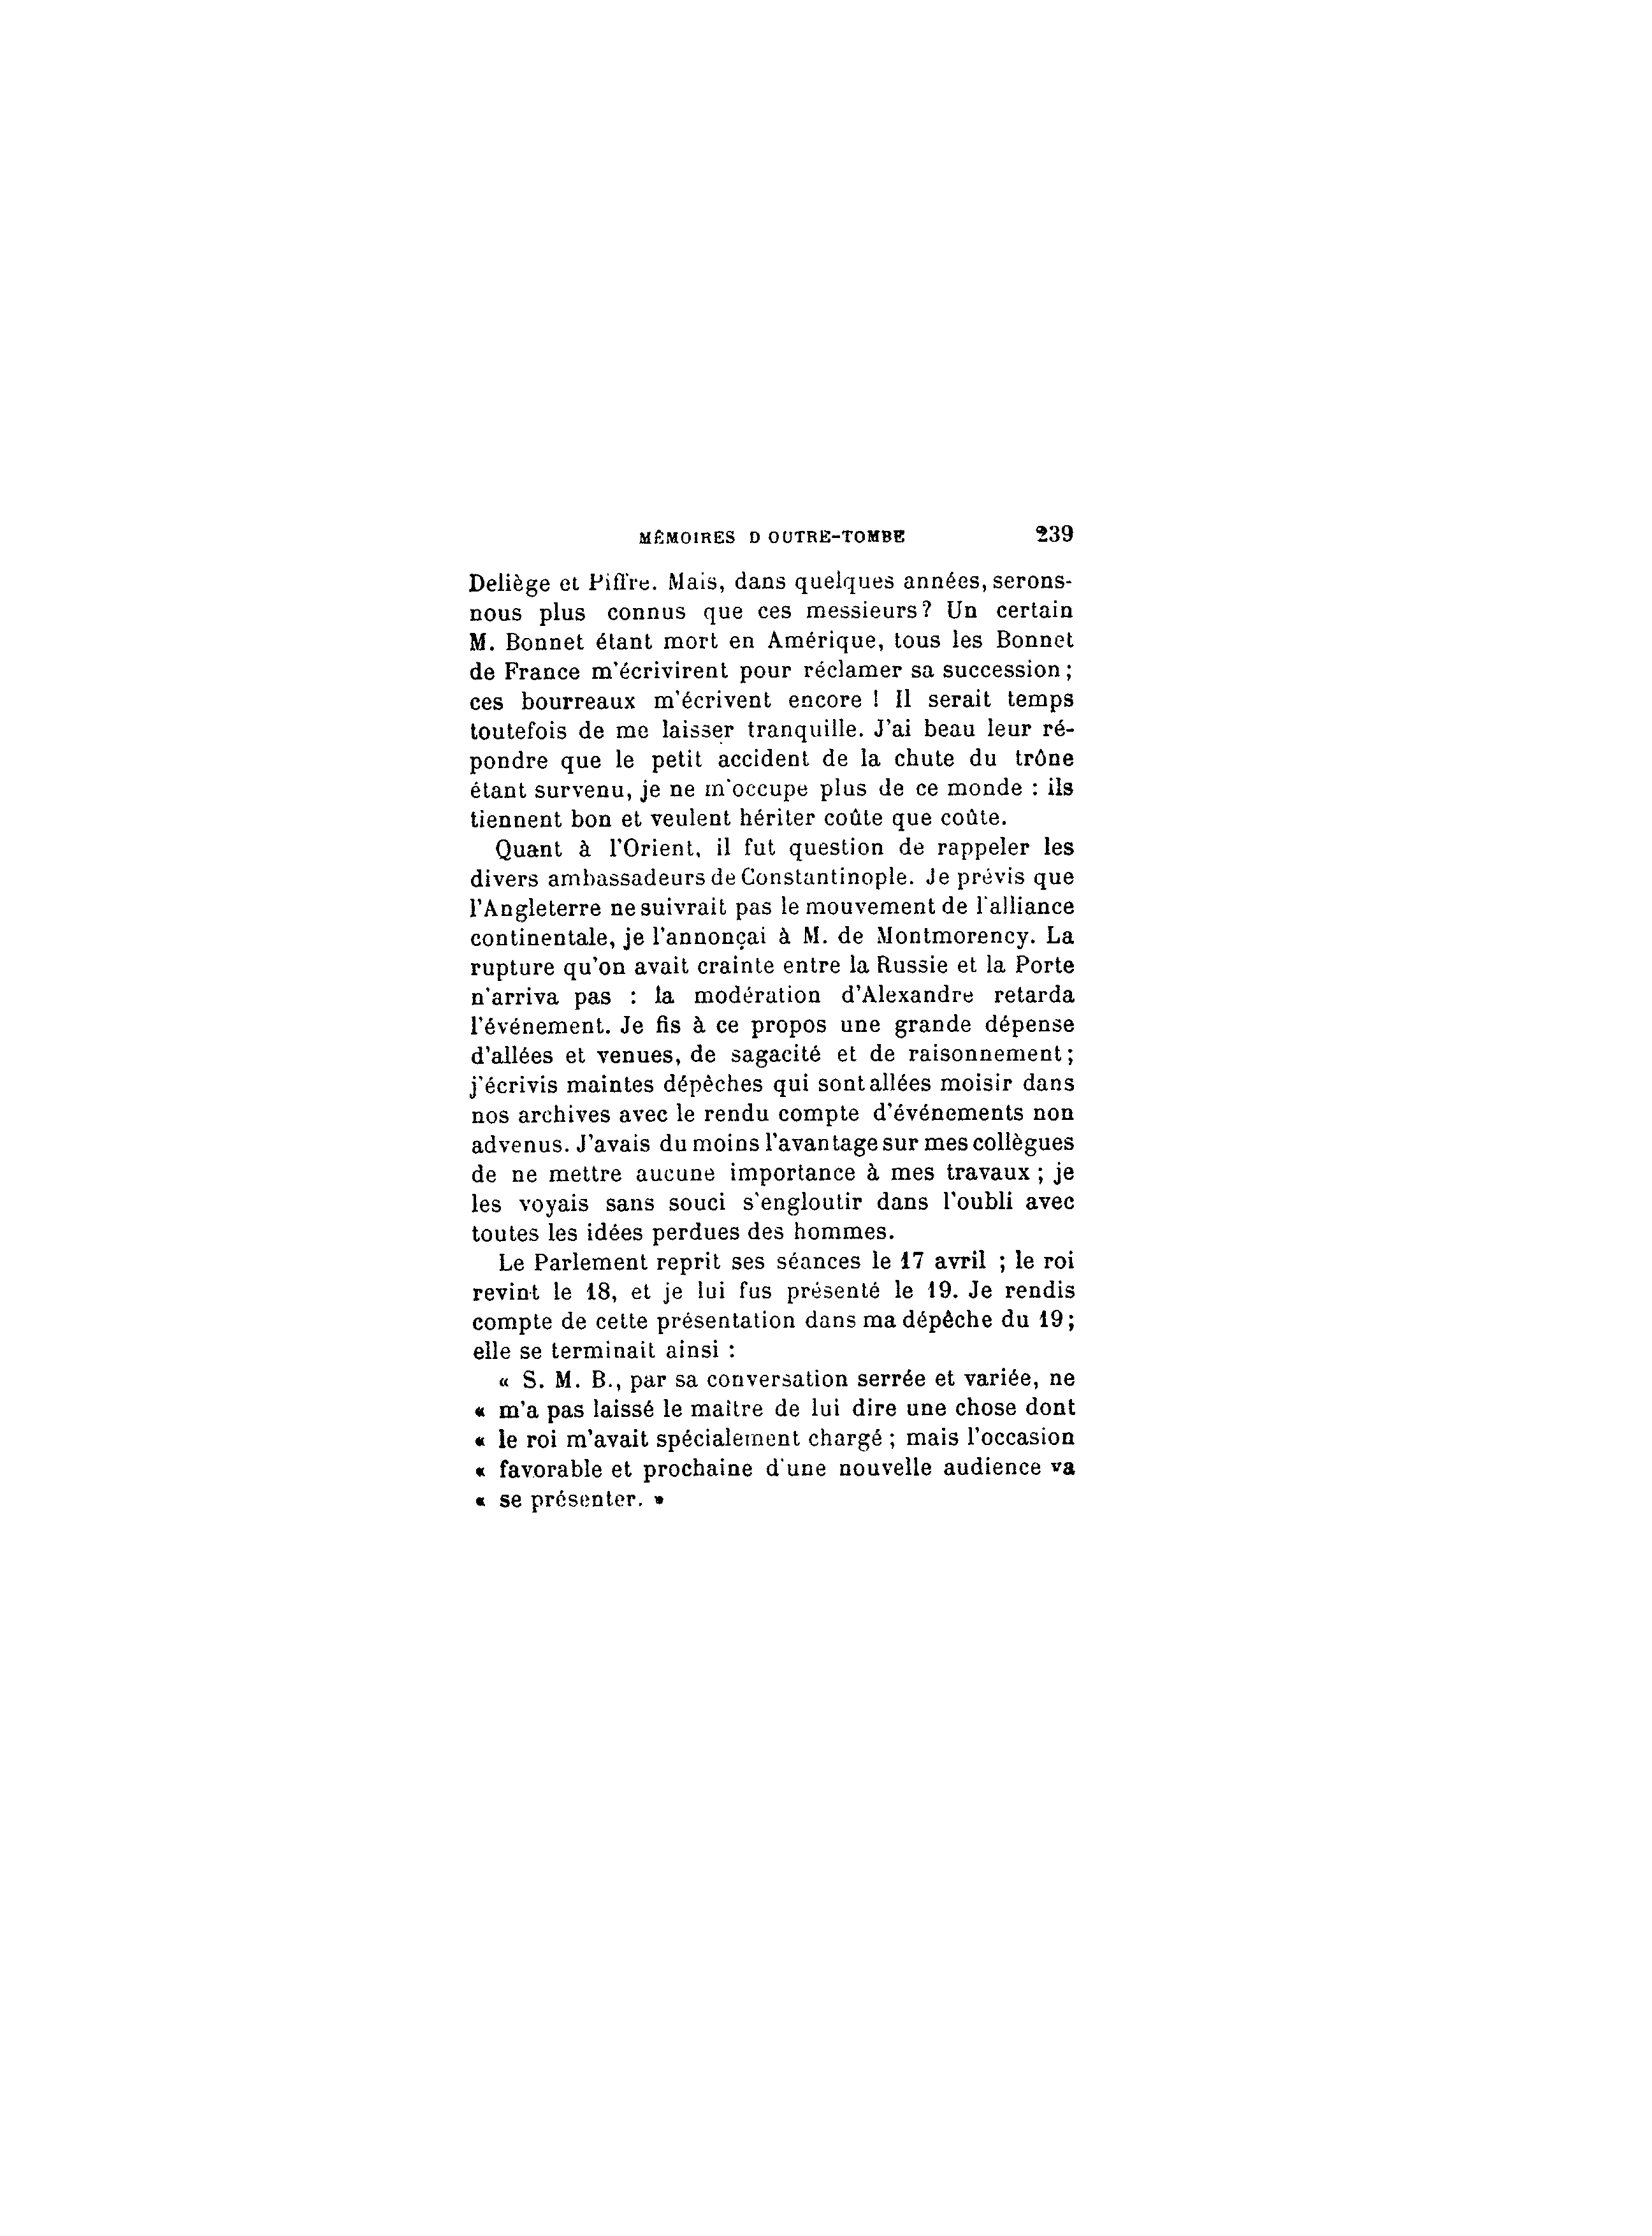 MÉMOIRES D OUTRE-TOMBE 239
Deliège et Piffre. Mais, dans quelques années, serons-
nous plus connus que ces messieurs? Un certain
M. Bonnet étant mort en Amérique, tous les Bonnet
de France m'écrivirent pour réclamer sa succession;
ces bourreaux m'écrivent encore ! Il serait temps
toutefois de me laisser tranquille. J'ai beau leur ré-
pondre que le petit accident de la chute du trône
étant survenu, je ne m'occupe plus de ce monde : ils
tiennent bon et veulent hériter coûte que coûte.
Quant à l'Orient, il fut question de rappeler les
divers ambassadeurs de Constantinople. Je prévis que
l'Angleterre ne suivrait pas le mouvement de l'alliance
continentale, je l'annonçai à M. de Montmorency. La
rupture qu'on avait crainte entre la Russie et la Porte
n'arriva pas : la modération d'Alexandre retarda
l'événement. Je fis à ce propos une grande dépense
d'allées et venues, de sagacité et de raisonnement;
j'écrivis maintes dépêches qui sont allées moisir dans
nos archives avec le rendu compte d'événements non
advenus. J'avais du moins l'avantage sur mes collègues
de ne mettre aucune importance à mes travaux ; je
les voyais sans souci s'engloutir dans l'oubli avec
toutes les idées perdues des hommes.
Le Parlement reprit ses séances le 17 avril ; le roi
revint le 18, et je lui fus présenté le 19. Je rendis
compte de cette présentation dans ma dépêche du 19;
elle se terminait ainsi :
« S. M. B., par sa conversation serrée et variée, ne
« m'a pas laissé le maître de lui dire une chose dont
« le roi m'avait spécialement chargé ; mais l'occasion
« favorable et prochaine d'une nouvelle audience va
« se présenter. »